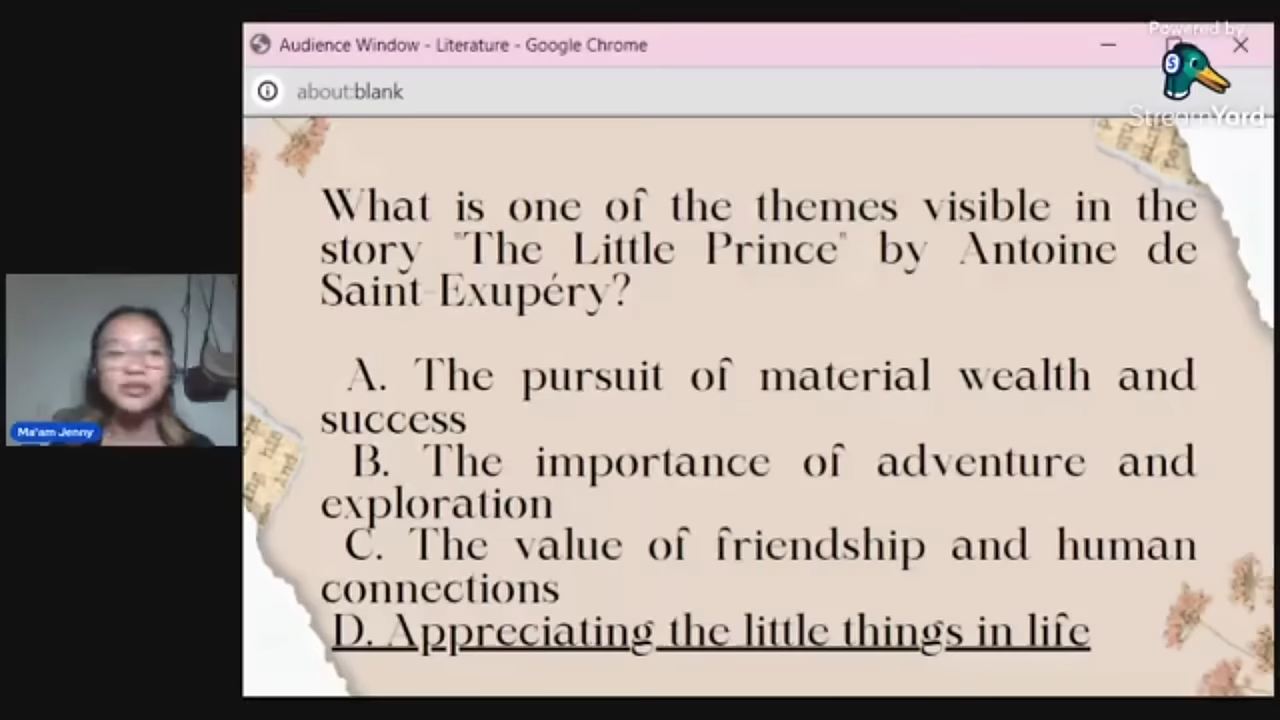 Audience Window - Literature - Google Chrome
Powered by
about:blank
StreamYard
What is one of the themes visible in the
story "The Little Prince" by Antoine de
Saint-Exupéry?
A. The pursuit of material wealth and
success
B. The importance of adventure and
exploration
C. The value of friendship and human
connections
D. Appreciating the little things in life
Ma'am Jenny